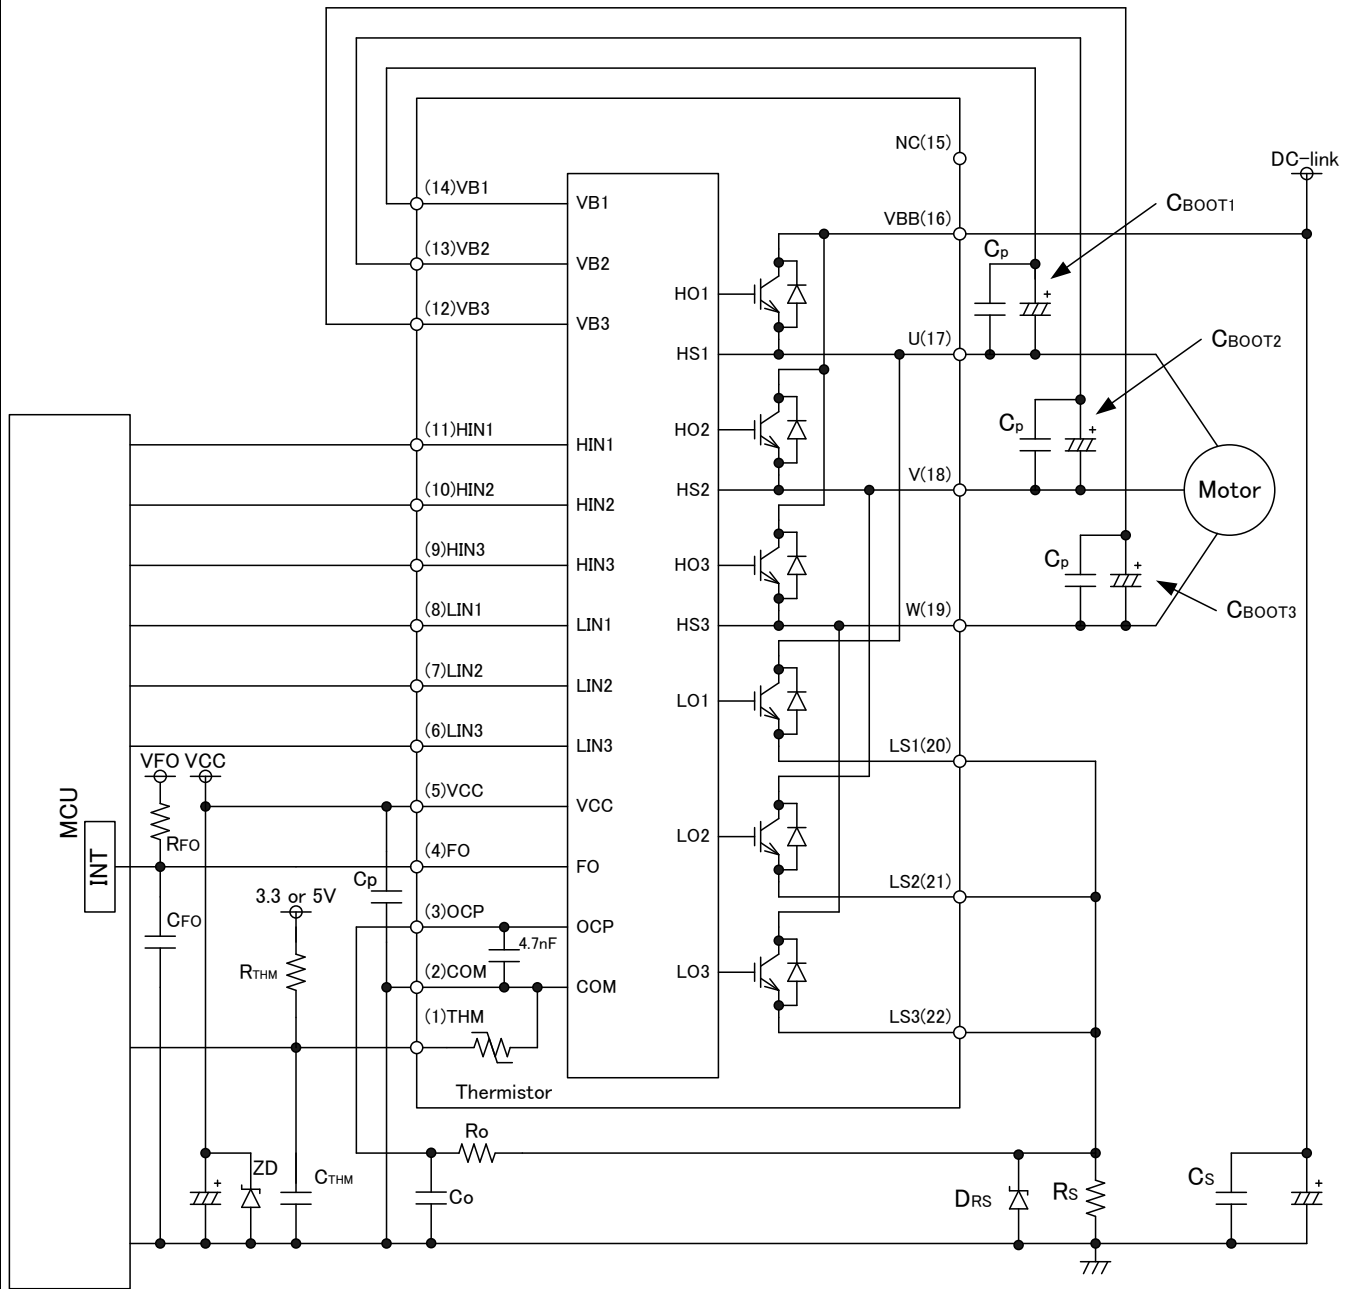 NC(15)
DC-link
(14)VB1
VB1
VBB(16)
CBOOT1
Cp
(13)VB2
VB2
HO1
(12)VB3
VB3
HS1
U(17)
CBOOT2
(11)HIN1
HIN1
HO2
Cp
(10)HIN2
HIN2
HS2
V(18)
Motor
(9)HIN3
HIN3
HO3
Cp
(8)LIN1
LIN1
HS3
W(19)
CBOOT3
(7)LIN2
LIN2
LO1
(6)LIN3
LIN3
LS1(20)
VFO
VCC
(5)VCC
VCC
MCU
RFO
LO2
INT
(4)FO
FO
Cp
LS2(21)
3.3 or 5V
CFO
(3)OCP
OCP
4.7nF
RTHM
(2)COM
COM
LO3
(1)THM
LS3(22)
Thermistor
Ro
ZD
CTHM
Co
DRS
RS
CS
+
+
+
+
+